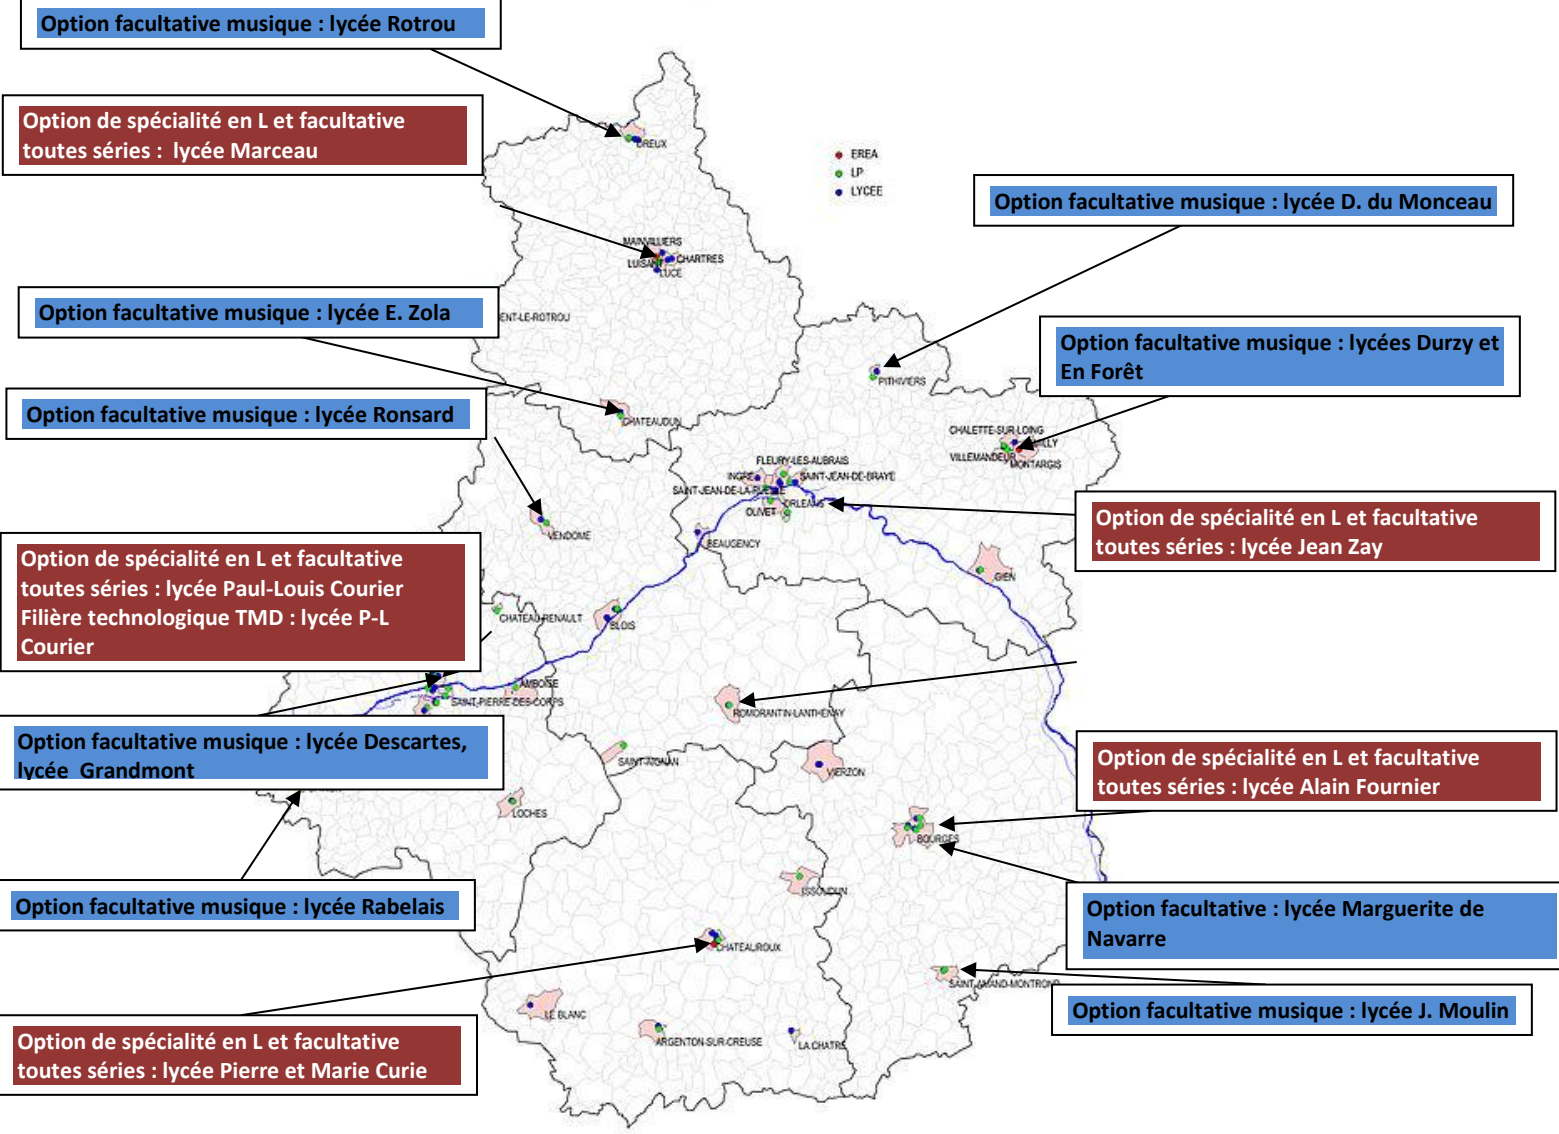 Option facultative musique : lycée Rotrou
Option de spécialité en L et facultative
toutes séries : lycée Marceau
DREUX
EREA
LP
LYCEE
Option facultative musique : lycée D. du Monceau
MAINVILLIERS
LUISANT
CHARTRES
LUCE
Option facultative musique : lycée E. Zola
ENT-LE-ROTROU
Option facultative musique : lycées Durzy et
En Forêt
PITHIVIERS
Option facultative musique : lycée Ronsard
CHATEAUDUN
CHALETTE-SUR-LOING
ILLY
VILLEMANDEUR
MONTARGIS
FLEURY-LES-AUBRAIS
INGRE
SAINT-JEAN-DE-BRAYE
SAINT-JEAN-DE-LA-RUELLE
ORLEANS
OLIVET
Option de spécialité en L et facultative
toutes séries : lycée Jean Zay
VENDOME
BEAUGENCY
GIEN
Option de spécialité en L et facultative
toutes séries : lycée Paul-Louis Courier
Filière technologique TMD : lycée P-L
Courier
CHATEAU-RENAULT
BLOIS
AMBOISE
SAINT-PIERRE-DES-CORPS
ROMORANTIN-LANTHENAY
Option facultative musique : lycée Descartes,
lycée Grandmont
SAINT-AIGNAN
VIERZON
Option de spécialité en L et facultative
toutes séries : lycée Alain Fournier
LOCHES
BOURGES
Option facultative musique : lycée Rabelais
ISSOUDUN
Option facultative : lycée Marguerite de
Navarre
CHATEAUROUX
SAINT-AMAND-MONTROND
Option facultative musique : lycée J. Moulin
LE BLANC
Option de spécialité en L et facultative
toutes séries : lycée Pierre et Marie Curie
ARGENTON-SUR-CREUSE
LA CHATRE